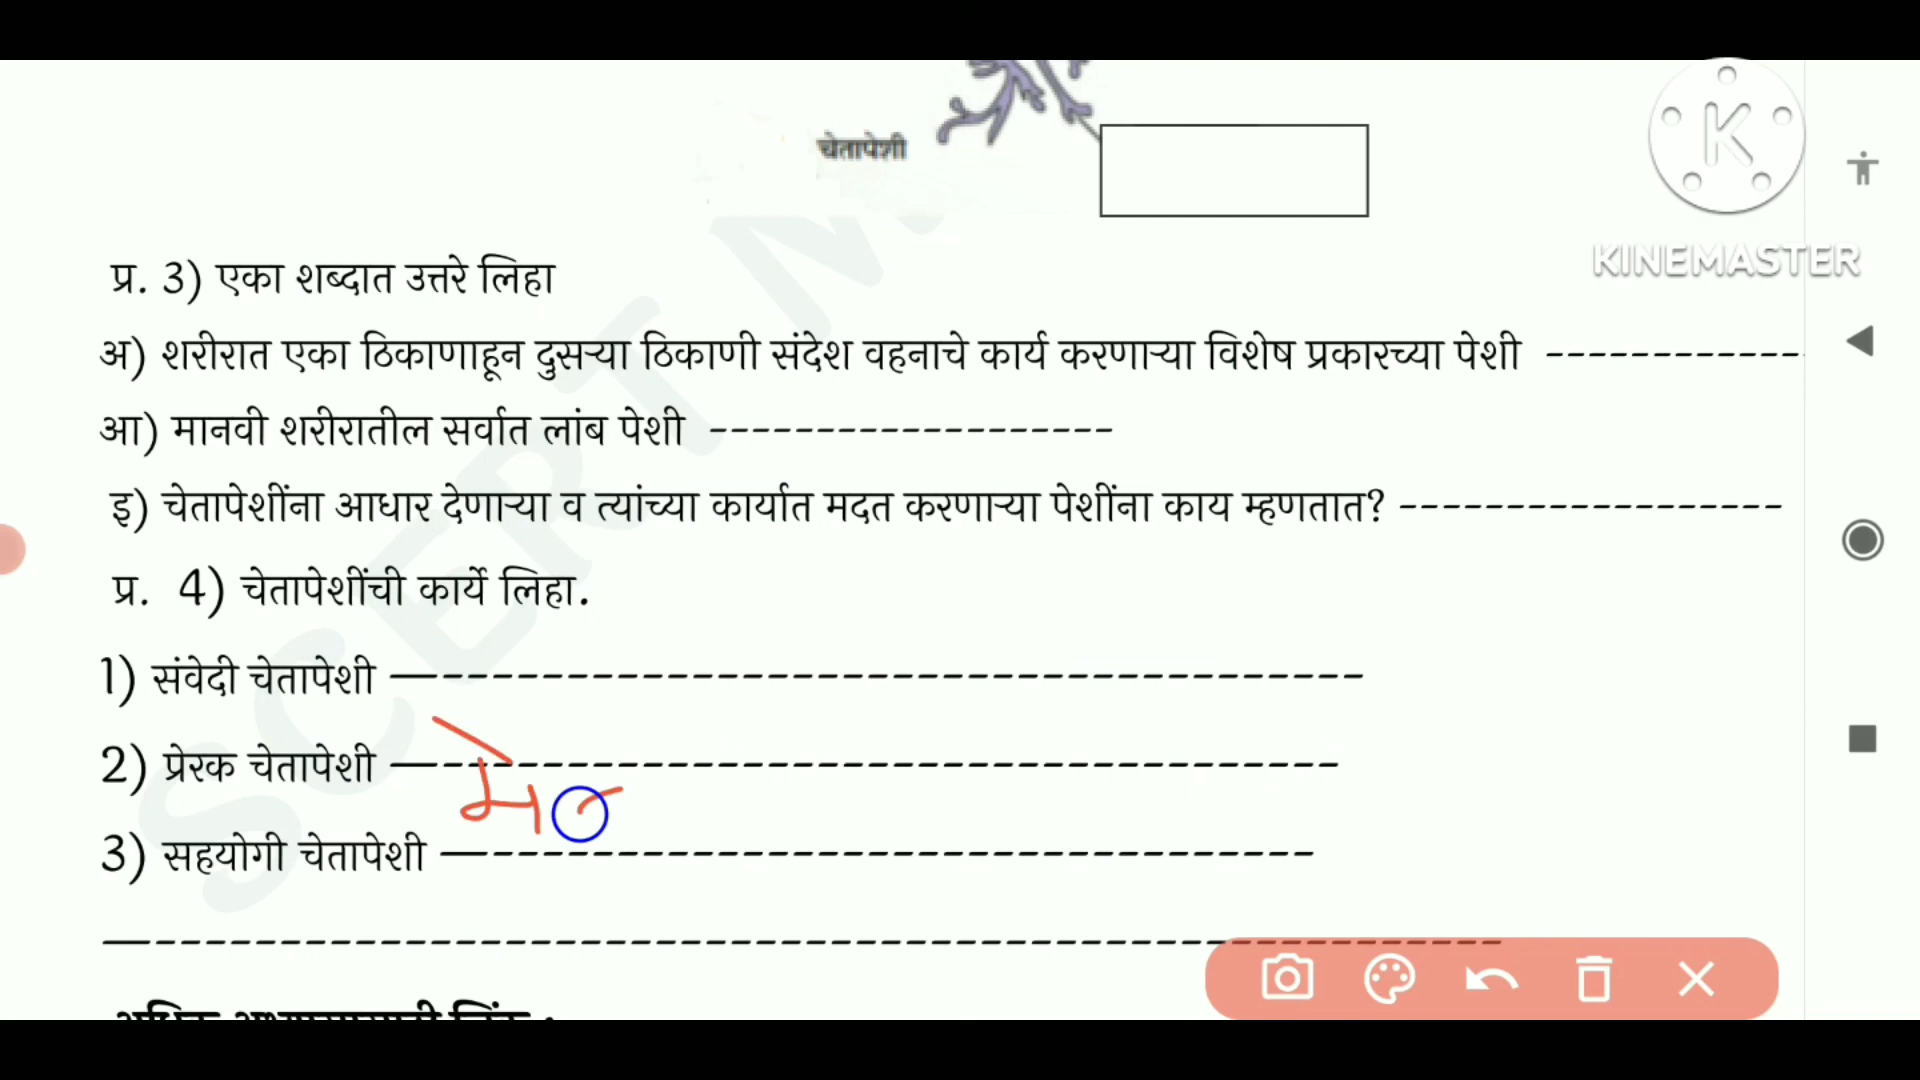 चेतापेशी
K
KINEMASTER
प्र. 3) एका शब्दात उत्तरे लिहा
अ) शरीरात एका ठिकाणाहून दुसऱ्या ठिकाणी संदेश वहनाचे कार्य करणाऱ्या विशेष प्रकारच्या पेशी ------------
आ) मानवी शरीरातील सर्वात लांब पेशी -------------------
इ) चेतापेशींना आधार देणाऱ्या व त्यांच्या कार्यात मदत करणाऱ्या पेशींना काय म्हणतात? ------------------
प्र. 4) चेतापेशींची कार्ये लिहा.
1) संवेदी चेतापेशी —------------------------------------
2) प्रेरक चेतापेशी —-----------------------------------
3) सहयोगी चेतापेशी —--------------------------------
—----------------------------------------------------
SCERT M